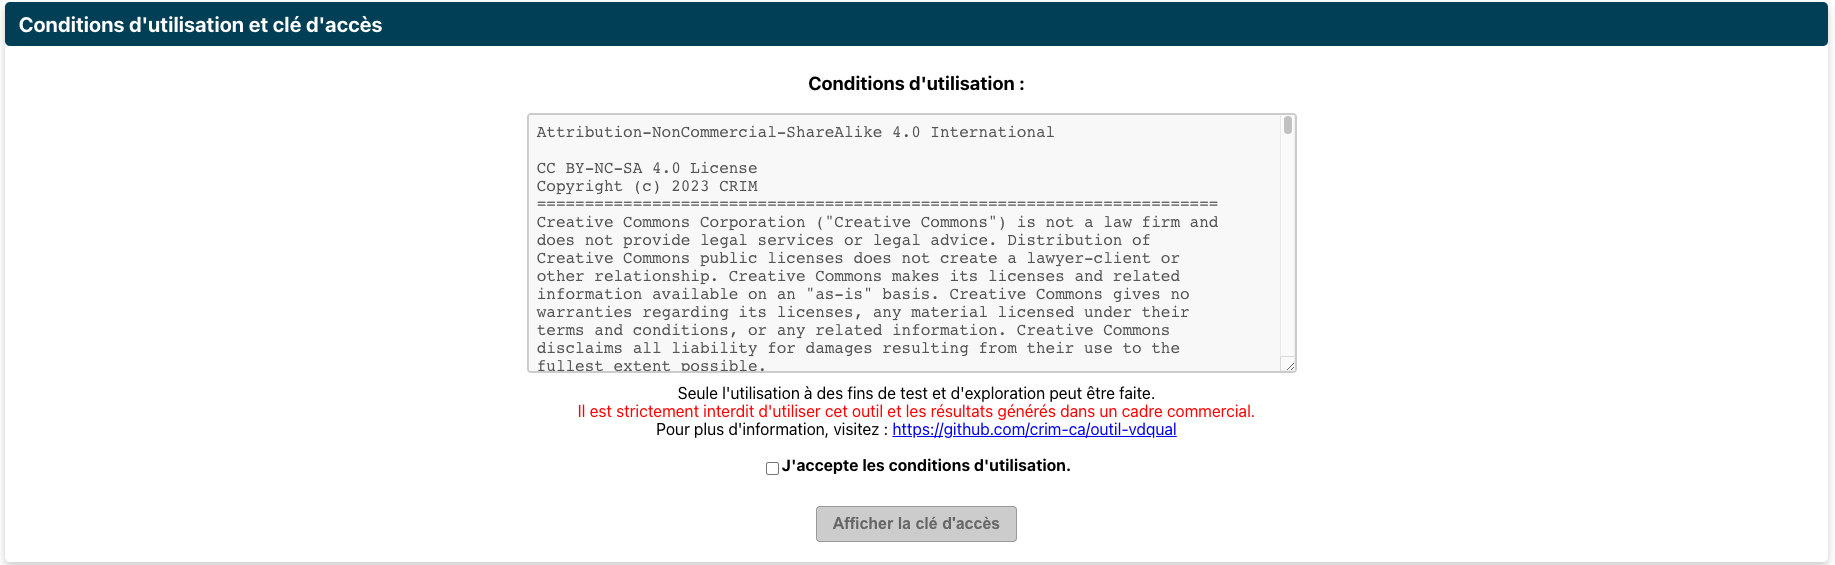 Conditions d'utilisation et clé d'accès
Conditions d'utilisation :
Attribution-NonCommercial-ShareAlike 4.0 International
CC BY-NC-SA 4.0 License
Copyright (c) 2023 CRIM
=======================================================================
Creative Commons Corporation ("Creative Commons") is not a law firm and
does not provide legal services or legal advice. Distribution of
Creative Commons public licenses does not create a lawyer-client or
other relationship. Creative Commons makes its licenses and related
information available on an "as-is" basis. Creative Commons gives no
warranties regarding its licenses, any material licensed under their
terms and conditions, or any related information. Creative Commons
disclaims all liability for damages resulting from their use to the
fullest extent possible.
Seule l'utilisation à des fins de test et d'exploration peut être faite.
Il est strictement interdit d'utiliser cet outil et les résultats générés dans un cadre commercial.
Pour plus d'information, visitez : https://github.com/crim-ca/outil-vdqual
J'accepte les conditions d'utilisation.
Afficher la clé d'accès